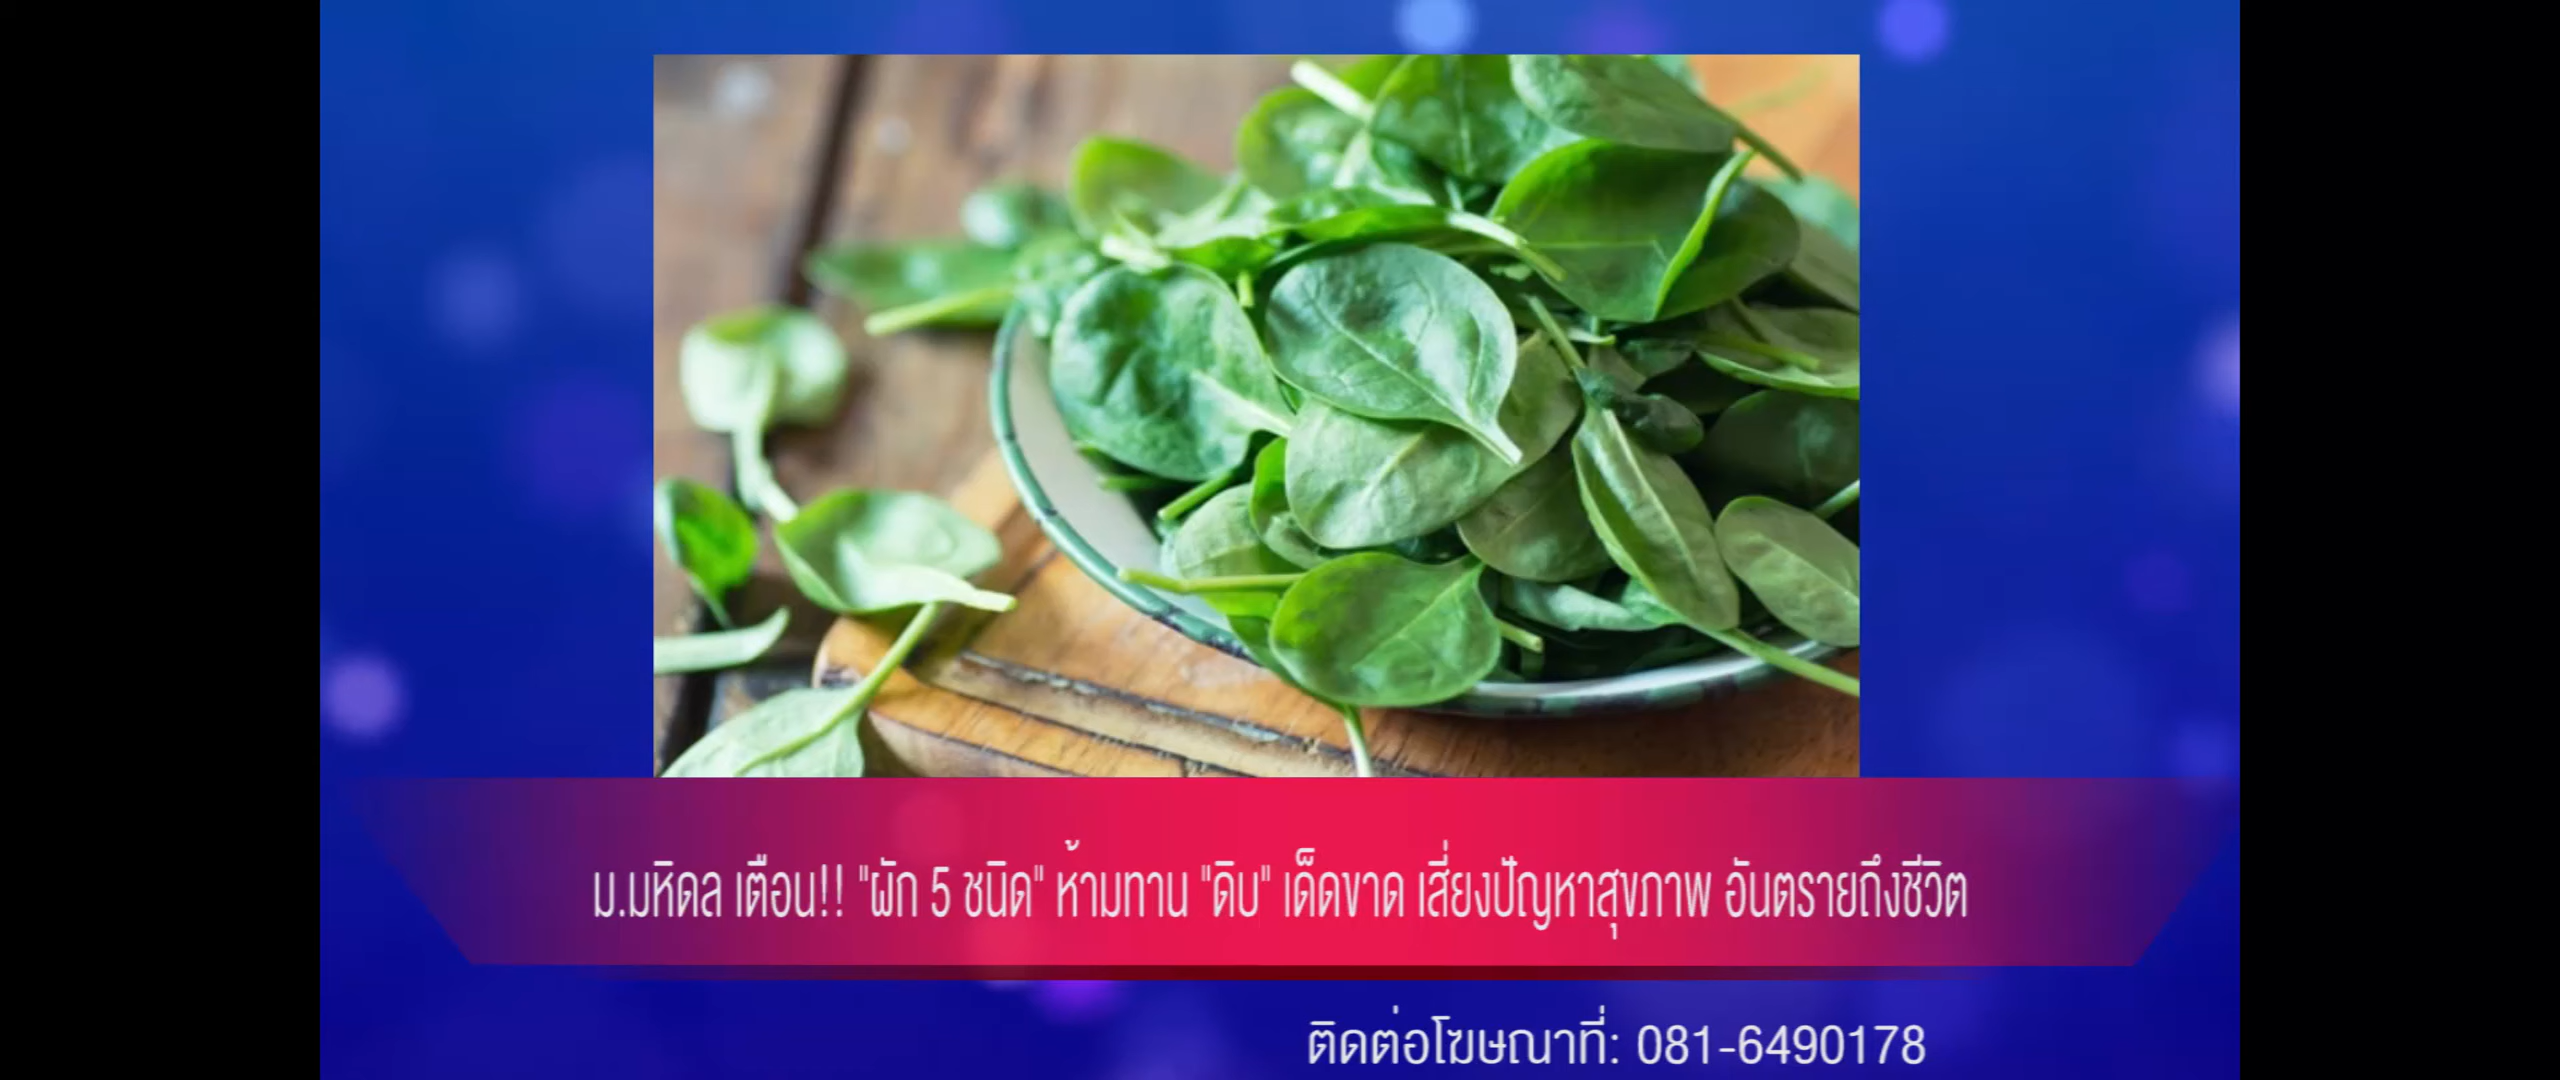 ม.มหิดล เตือน!! "ผัก 5 ชนิด" ห้ามทาน "ดิบ" เด็ดขาด เสี่ยงปัญหาสุขภาพ อันตรายถึงชีวิต
ติดต่อโฆษณาที่: 081-6490178